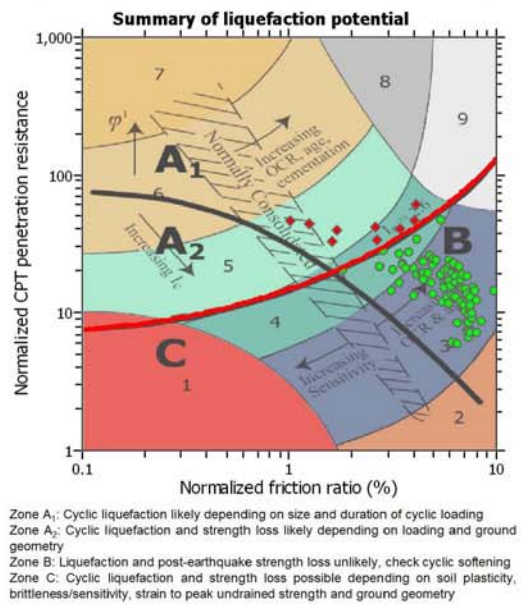 Summary of liquefaction potential
Normalized CPT penetration resistance
1,000
100
10
1
7
8
9
φ'
A1
6
A2
5
Normally Consolidated
Increasing
OCR, age,
cementation
Increasing Ic
B
C
1
4
3
2
Increasing
Sensitivity
Increasing
OCR &
0.1
1
10
Normalized friction ratio (%)
Zone A1: Cyclic liquefaction likely depending on size and duration of cyclic loading
Zone A2: Cyclic liquefaction and strength loss likely depending on loading and ground
geometry
Zone B: Liquefaction and post-earthquake strength loss unlikely, check cyclic softening
Zone C: Cyclic liquefaction and strength loss possible depending on soil plasticity,
brittleness/sensitivity, strain to peak undrained strength and ground geometry